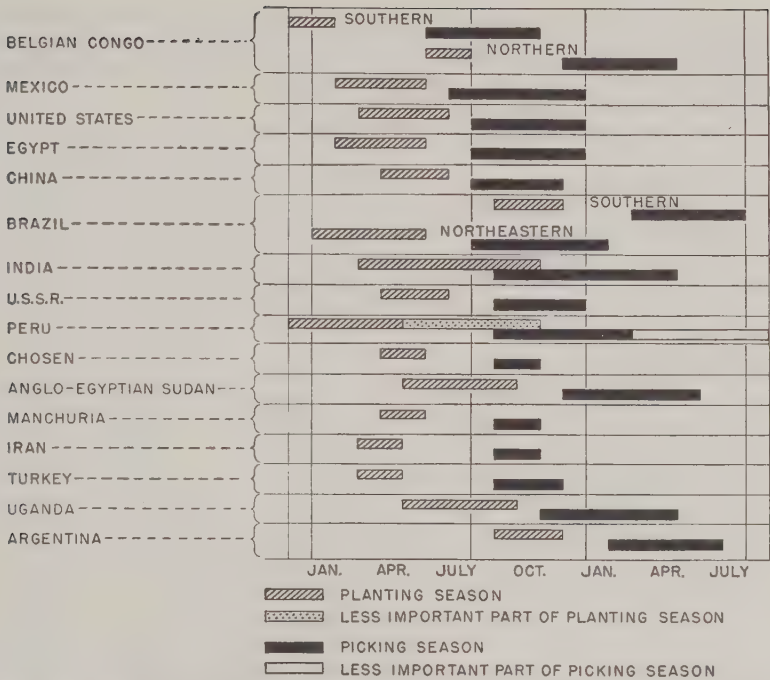 SOUTHERN
BELGIAN CONGO
NORTHERN
MEXICO
UNITED STATES
EGYPT
CHINA
SOUTHERN
BRAZIL
NORTHEASTERN
INDIA
U.S.S.R.
PERU
CHOSEN
ANGLO-EGYPTIAN SUDAN
MANCHURIA
IRAN
TURKEY
UGANDA
ARGENTINA
JAN. APR. JULY OCT. JAN. APR. JULY
PLANTING SEASON
LESS IMPORTANT PART OF PLANTING SEASON
PICKING SEASON
LESS IMPORTANT PART OF PICKING SEASON